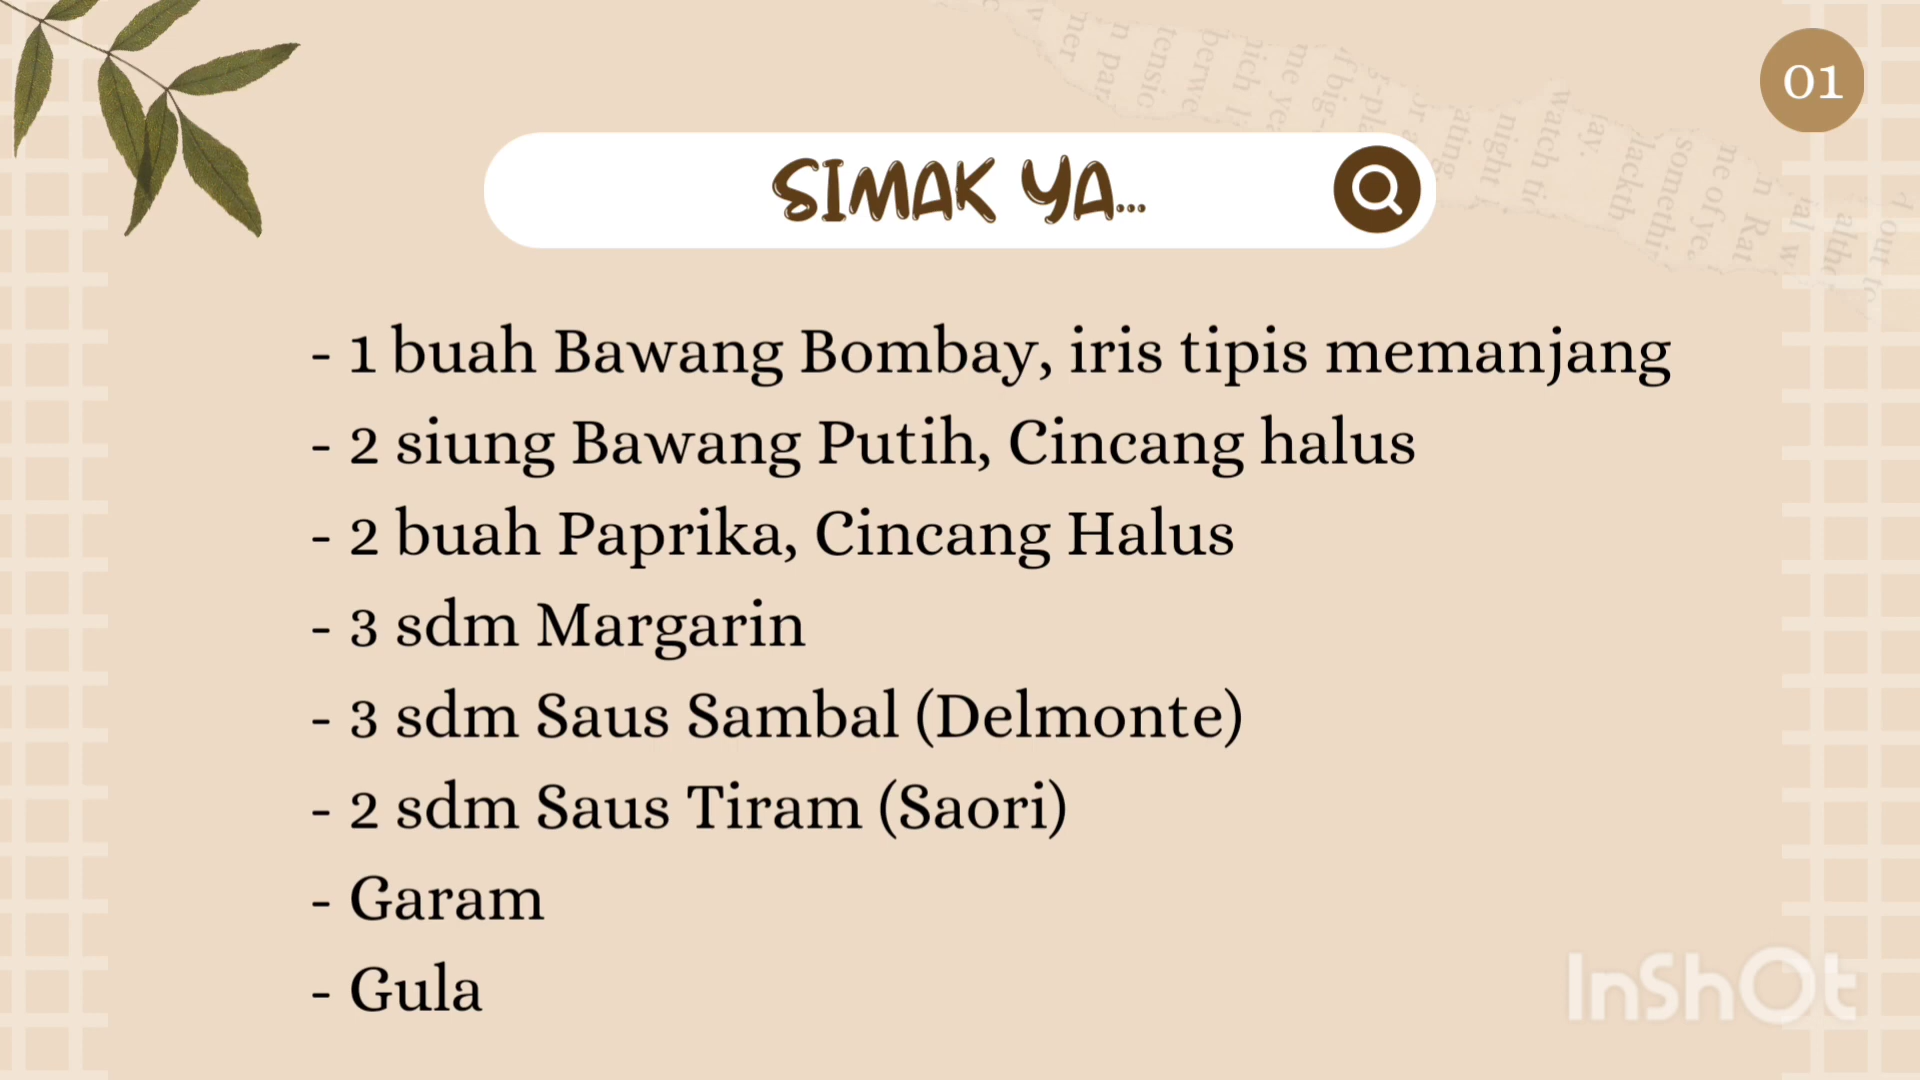 01
SIMAK YA...
- 1 buah Bawang Bombay, iris tipis memanjang
- 2 siung Bawang Putih, Cincang halus
- 2 buah Paprika, Cincang Halus
- 3 sdm Margarin
- 3 sdm Saus Sambal (Delmonte)
- 2 sdm Saus Tiram (Saori)
- Garam
- Gula
InShOt